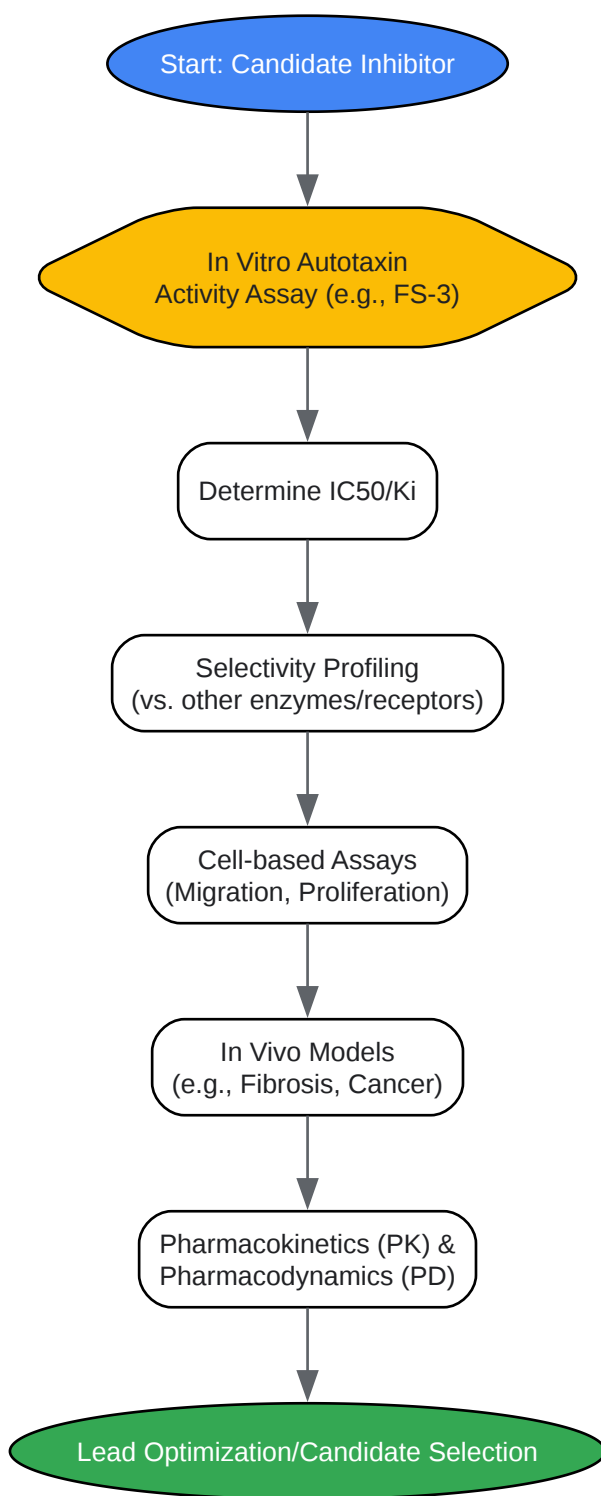 Start: Candidate Inhibitor
In Vitro Autotaxin
Activity Assay (e.g., FS-3)
Determine IC50/Ki
Selectivity Profiling
(vs. other enzymes/receptors)
Cell-based Assays
(Migration, Proliferation)
In Vivo Models
(e.g., Fibrosis, Cancer)
Pharmacokinetics (PK) &
Pharmacodynamics (PD)
Lead Optimization/Candidate Selection